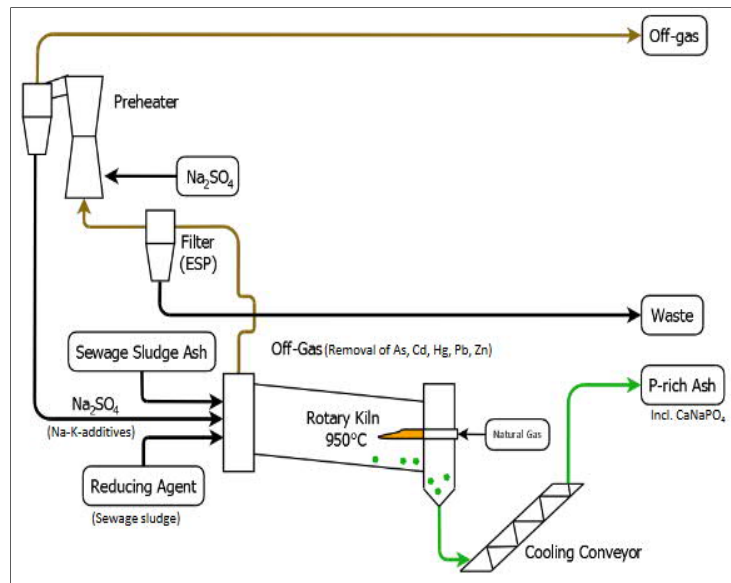 Off-gas
Preheater
Na₂SO₄
Filter
(ESP)
Waste
Off-Gas (Removal of As, Cd, Hg, Pb, Zn)
Sewage Sludge Ash
P-rich Ash
Incl. CaNaPO₄
Na₂SO₄
(Na-K-additives)
Rotary Kiln
950°C
Natural Gas
Reducing Agent
(Sewage sludge)
Cooling Conveyor